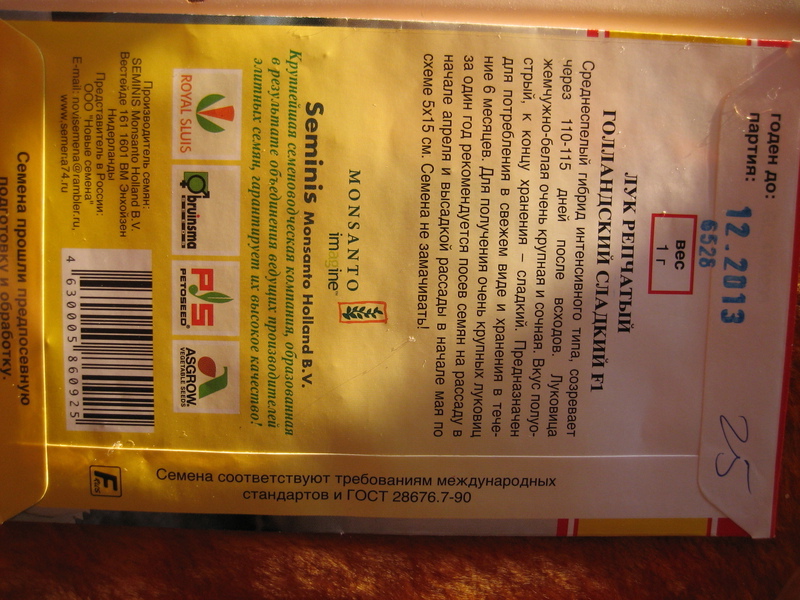 годен до: 12.2013
партия: 6528
25
вес
1 г
ЛУК РЕПЧАТЫЙ
ГОЛЛАНДСКИЙ СЛАДКИЙ F1
Среднеспелый гибрид интенсивного типа, созревает
через 110-115 дней после всходов. Луковица
жемчужно-белая очень крупная и сочная. Вкус полуо-
стрый, к концу хранения – сладкий. Предназначен
для потребления в свежем виде и хранения в тече-
ние 6 месяцев. Для получения очень крупных луковиц
за один год рекомендуется посев семян на рассаду в
начале апреля и высадкой рассады в начале мая по
схеме 5х15 см. Семена не замачивать!
MONSANTO
imagine™
Seminis Monsanto Holland B.V.
Крупнейшая семеноводческая компания, образованная
в результате объединения ведущих производителей
элитных семян, гарантирует их высокое качество!
ROYAL SLUIS
bruinsma
PS
PETOSEED®
ASGROW
VEGETABLE SEEDS
Производитель семян:
SEMINIS Monsanto Holland B.V.
Вестейде 161 1601 BM Энхойзен
Нидерланды
Представитель в России:
ООО "Новые семена"
E-mail: novisemena@rambler.ru,
www.semena74.ru
4 630005 860925
Семена прошли предпосевную
подготовку и обработку.
Семена соответствуют требованиям международных
стандартов и ГОСТ 28676.7-90